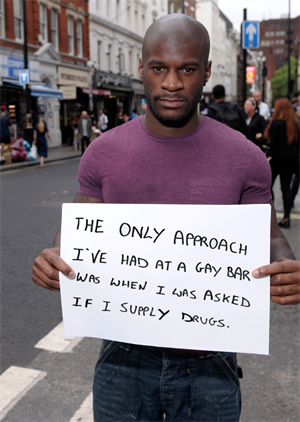 THE ONLY APPROACH
I'VE HAD AT A GAY BAR
WAS WHEN I WAS ASKED
IF I SUPPLY DRUGS.